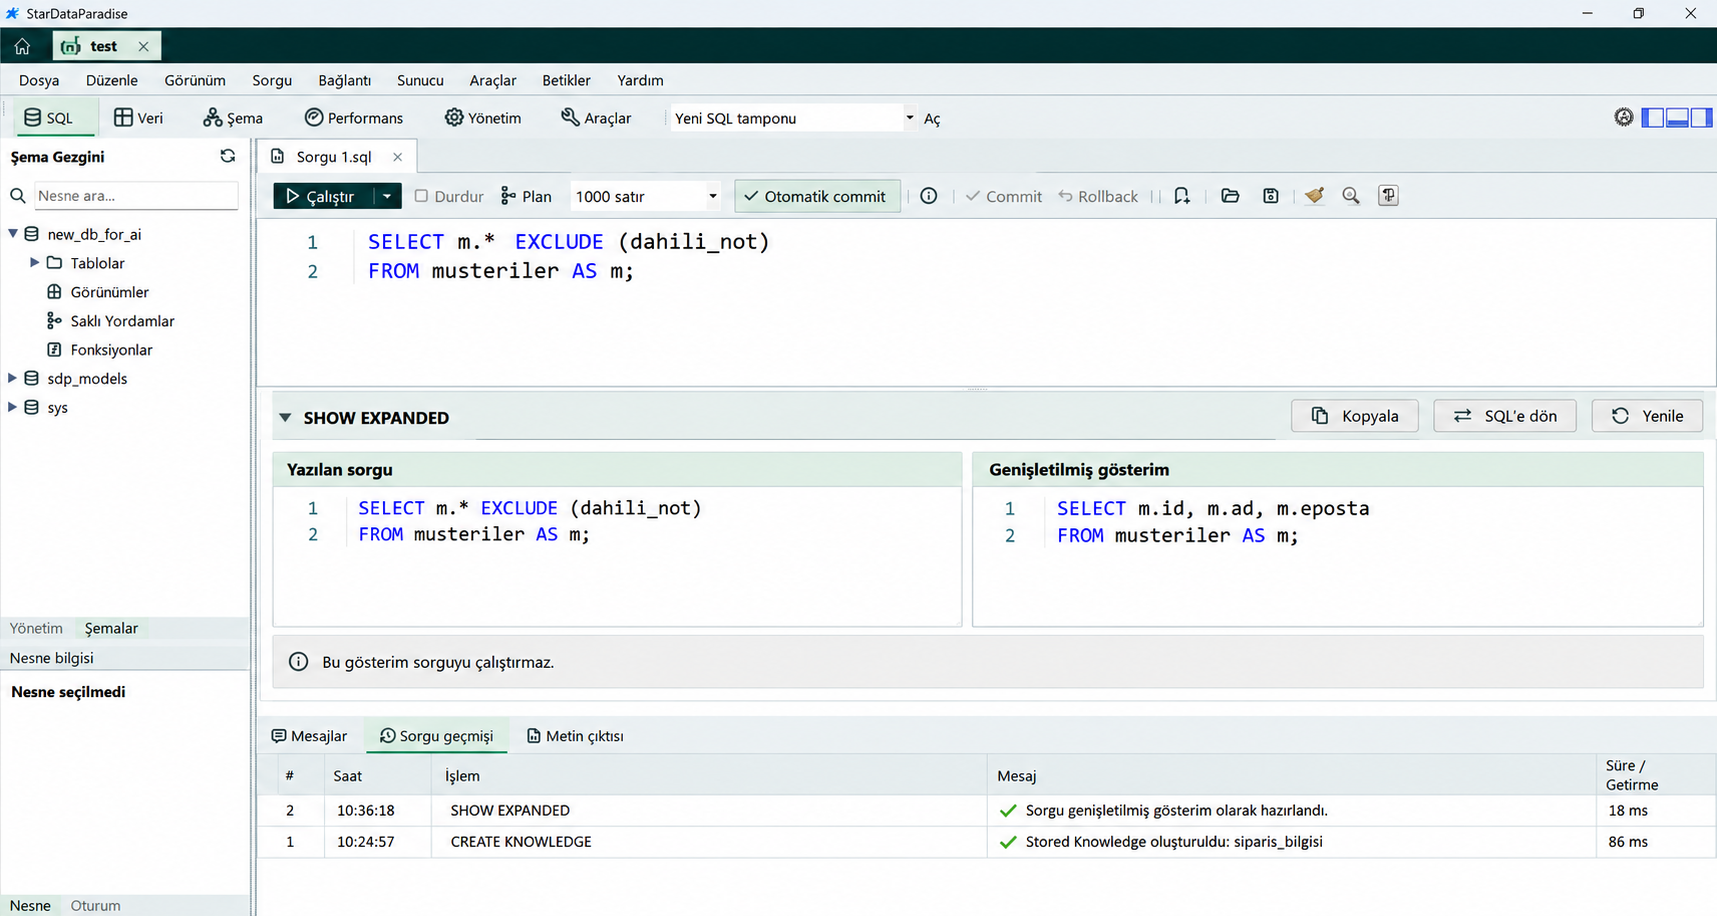 StarDataParadise
test
Dosya Düzenle Görünüm Sorgu Bağlantı Sunucu Araçlar Betikler Yardım
SQL Veri Şema Performans Yönetim Araçlar Yeni SQL tamponu Aç
Şema Gezgini
Nesne ara...
new_db_for_ai
Tablolar
Görünümler
Saklı Yordamlar
Fonksiyonlar
sdp_models
sys
Yönetim Şemalar
Nesne bilgisi
Nesne seçilmedi
Nesne Oturum
Sorgu 1.sql
Çalıştır Durdur Plan 1000 satır Otomatik commit Commit Rollback
1 SELECT m.* EXCLUDE (dahili_not)
2 FROM musteriler AS m;
SHOW EXPANDED Kopyala SQL'e dön Yenile
Yazılan sorgu
1 SELECT m.* EXCLUDE (dahili_not)
2 FROM musteriler AS m;
Genişletilmiş gösterim
1 SELECT m.id, m.ad, m.eposta
2 FROM musteriler AS m;
Bu gösterim sorguyu çalıştırmaz.
Mesajlar Sorgu geçmişi Metin çıktısı
# Saat İşlem Mesaj Süre /
Getirme
2 10:36:18 SHOW EXPANDED Sorgu genişletilmiş gösterim olarak hazırlandı. 18 ms
1 10:24:57 CREATE KNOWLEDGE Stored Knowledge oluşturuldu: siparis_bilgisi 86 ms